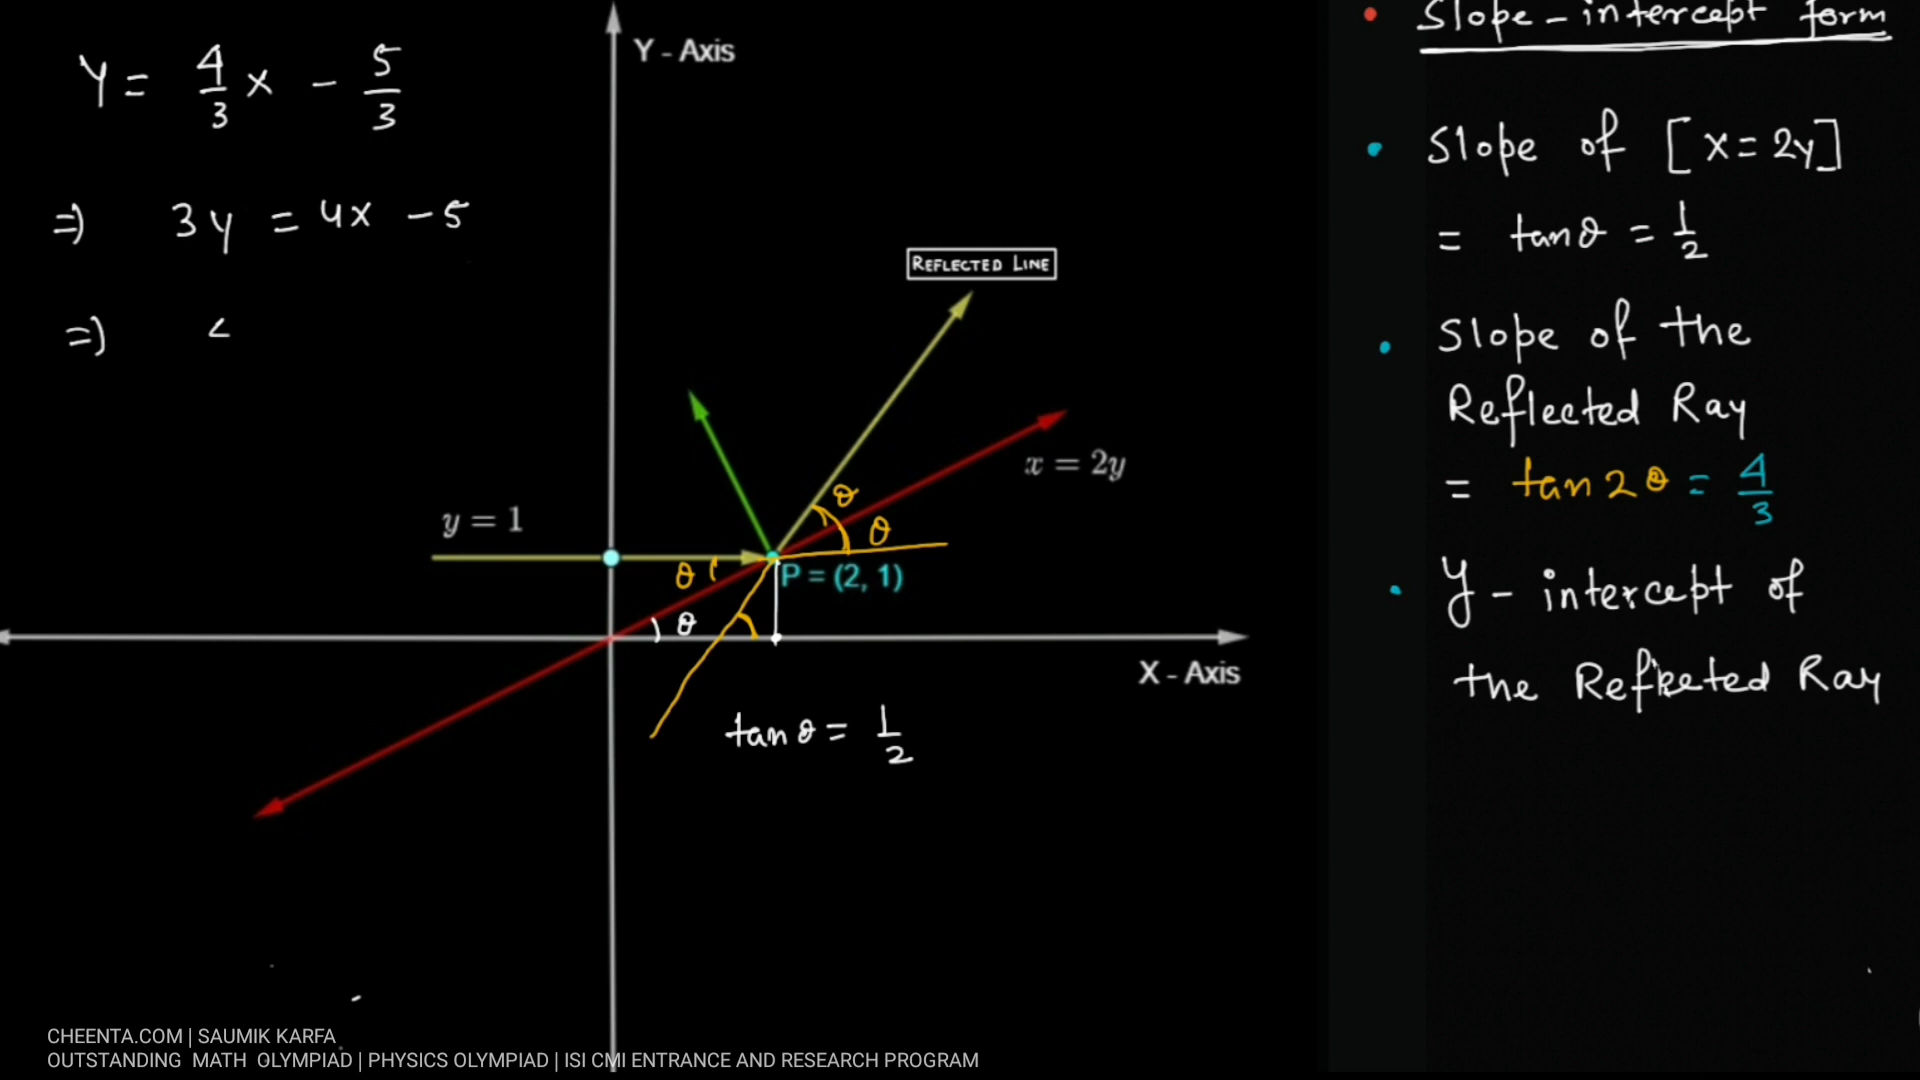 Y = 4/3 x - 5/3
=) 3y = 4x - 5
=)
Y - Axis
REFLECTED LINE
x = 2y
y = 1
θ
θ
θ
P = (2, 1)
θ
X - Axis
tan θ = 1/2
• Slope - intercept form
• Slope of [x = 2y]
= tan θ = 1/2
• Slope of the
Reflected Ray
= tan 2θ = 4/3
• Y - intercept of
the Reflected Ray
CHEENTA.COM | SAUMIK KARFA
OUTSTANDING MATH OLYMPIAD | PHYSICS OLYMPIAD | ISI CMI ENTRANCE AND RESEARCH PROGRAM